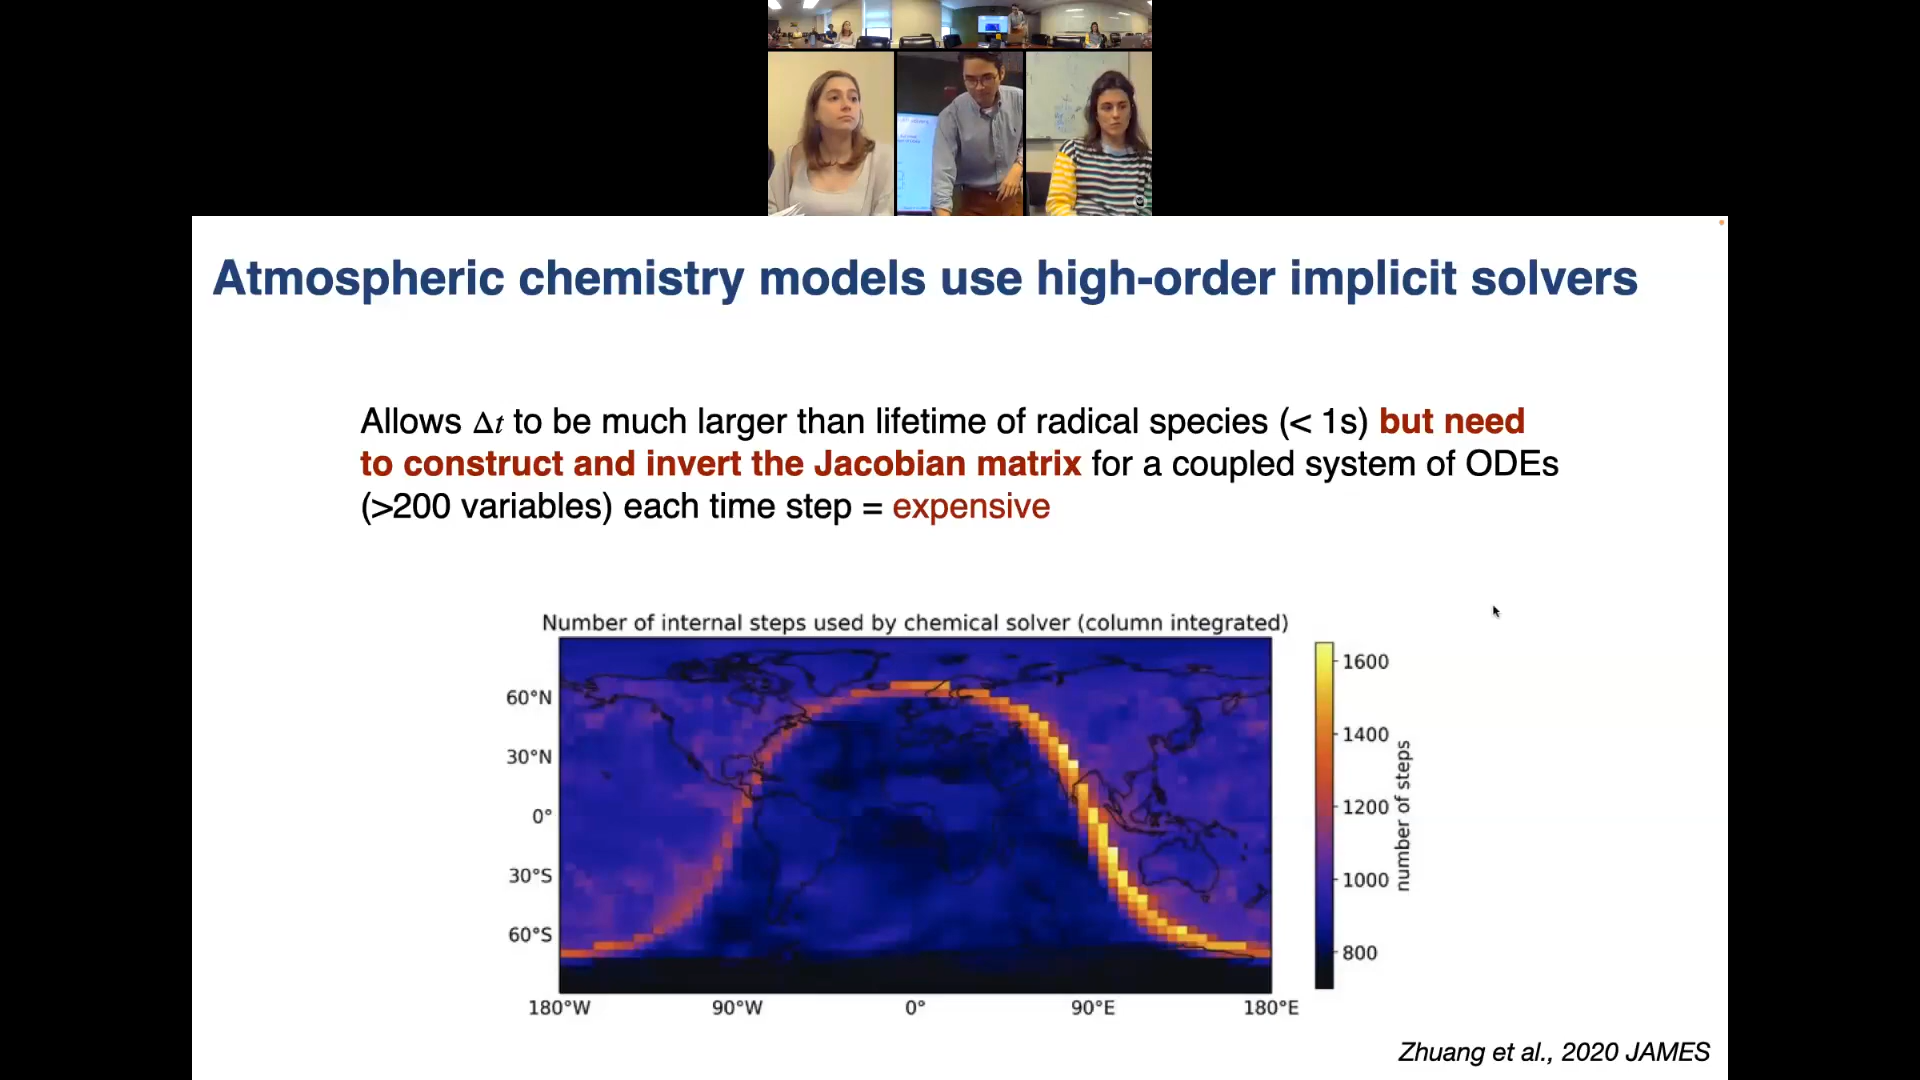 Atmospheric chemistry models use high-order implicit solvers
Allows Δt to be much larger than lifetime of radical species (< 1s) but need
to construct and invert the Jacobian matrix for a coupled system of ODEs
(>200 variables) each time step = expensive
Number of internal steps used by chemical solver (column integrated)
60°N
30°N
0°
30°S
60°S
180°W 90°W 0° 90°E 180°E
1600
1400
1200
1000
800
number of steps
Zhuang et al., 2020 JAMES